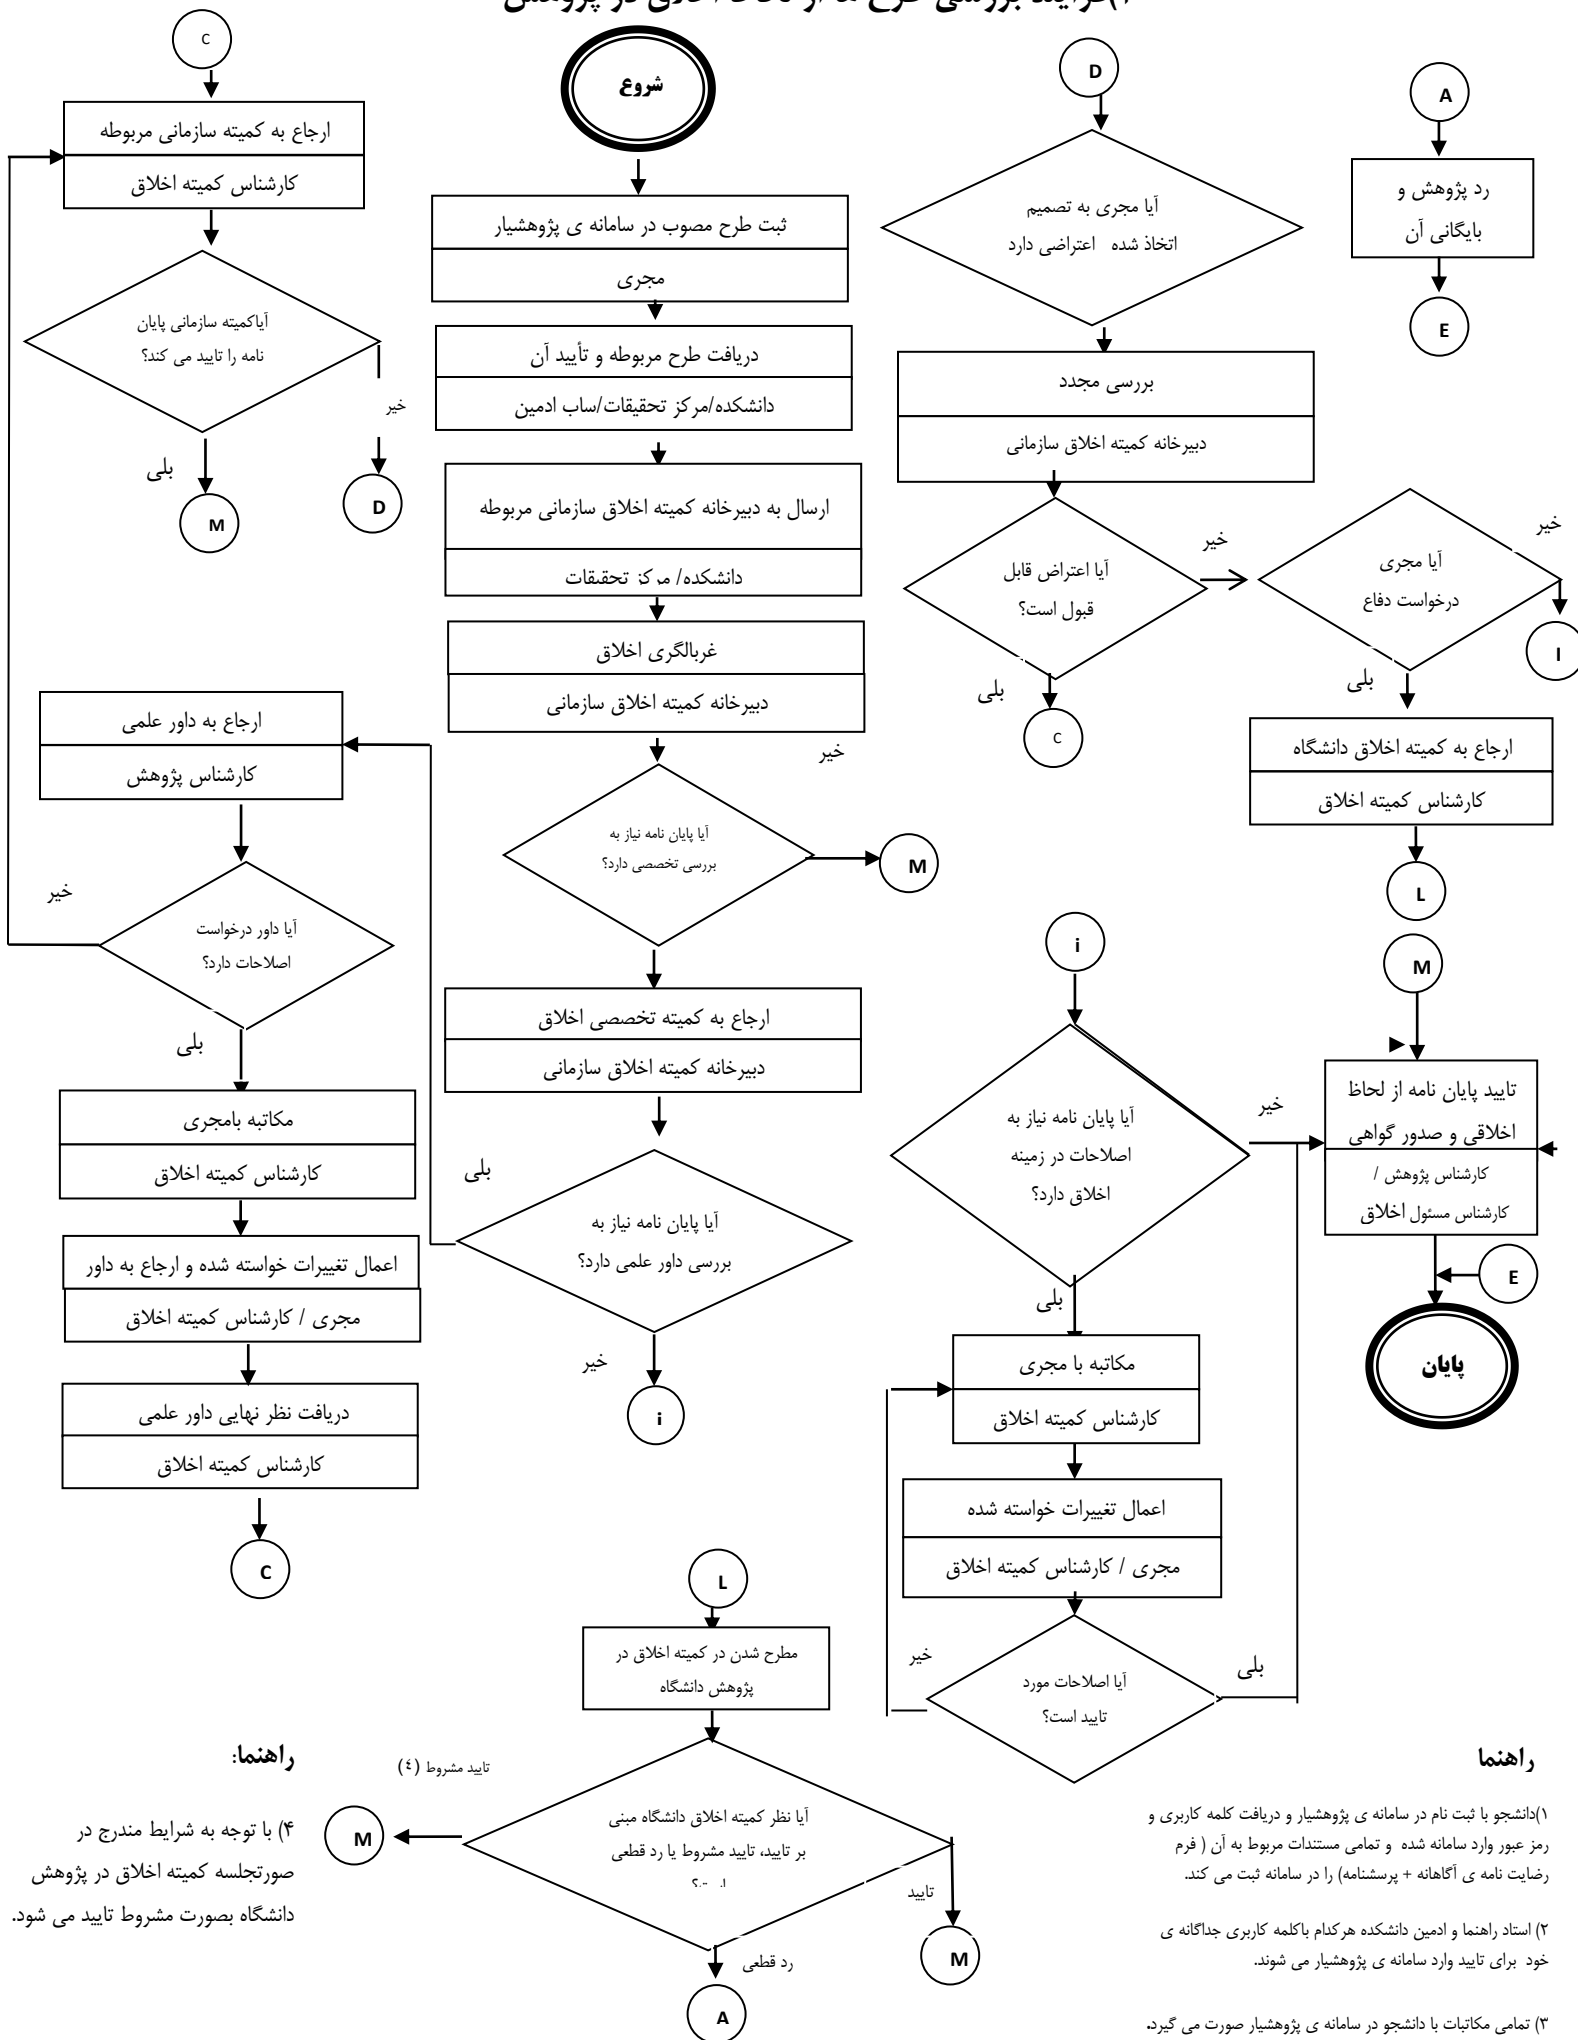 شروع
ثبت طرح مصوب در سامانه ی پژوهشیار
مجری
دریافت طرح مربوطه و تأیید آن
دانشکده/مرکز تحقیقات/ساب ادمین
ارسال به دبیرخانه کمیته اخلاق سازمانی مربوطه
دانشکده/ مرکز تحقیقات
غربالگری اخلاق
دبیرخانه کمیته اخلاق سازمانی
خیر
آیا پایان نامه نیاز به
بررسی تخصصی دارد؟
M
ارجاع به کمیته تخصصی اخلاق
دبیرخانه کمیته اخلاق سازمانی
بلی
آیا پایان نامه نیاز به
بررسی داور علمی دارد؟
خیر
i
C
ارجاع به کمیته سازمانی مربوطه
کارشناس کمیته اخلاق
آیاکمیته سازمانی پایان
نامه را تایید می کند؟
خیر
بلی
M
D
ارجاع به داور علمی
کارشناس پژوهش
خیر
آیا داور درخواست
اصلاحات دارد؟
بلی
مکاتبه بامجری
کارشناس کمیته اخلاق
اعمال تغییرات خواسته شده و ارجاع به داور
مجری / کارشناس کمیته اخلاق
دریافت نظر نهایی داور علمی
کارشناس کمیته اخلاق
C
D
آیا مجری به تصمیم
اتخاذ شده اعتراضی دارد
بررسی مجدد
دبیرخانه کمیته اخلاق سازمانی
آیا اعتراض قابل
قبول است؟
خیر
بلی
C
آیا مجری
درخواست دفاع
خیر
I
بلی
ارجاع به کمیته اخلاق دانشگاه
کارشناس کمیته اخلاق
L
A
رد پژوهش و
بایگانی آن
E
M
تایید پایان نامه از لحاظ
اخلاقی و صدور گواهی
کارشناس پژوهش /
کارشناس مسئول اخلاق
E
پایان
i
آیا پایان نامه نیاز به
اصلاحات در زمینه
اخلاق دارد؟
خیر
بلی
مکاتبه با مجری
کارشناس کمیته اخلاق
اعمال تغییرات خواسته شده
مجری / کارشناس کمیته اخلاق
خیر
آیا اصلاحات مورد
تایید است؟
بلی
L
مطرح شدن در کمیته اخلاق در
پژوهش دانشگاه
تایید مشروط (٤)
M
آیا نظر کمیته اخلاق دانشگاه مبنی
بر تایید، تایید مشروط یا رد قطعی
تایید
M
رد قطعی
A
راهنما
۱)دانشجو با ثبت نام در سامانه ی پژوهشیار و دریافت کلمه کاربری و
رمز عبور وارد سامانه شده و تمامی مستندات مربوط به آن ( فرم
رضایت نامه ی آگاهانه + پرسشنامه) را در سامانه ثبت می کند.
۲) استاد راهنما و ادمین دانشکده هرکدام باکلمه کاربری جداگانه ی
خود برای تایید وارد سامانه ی پژوهشیار می شوند.
۳) تمامی مکاتبات با دانشجو در سامانه ی پژوهشیار صورت می گیرد.
راهنما:
۴) با توجه به شرایط مندرج در
صورتجلسه کمیته اخلاق در پژوهش
دانشگاه بصورت مشروط تایید می شود.